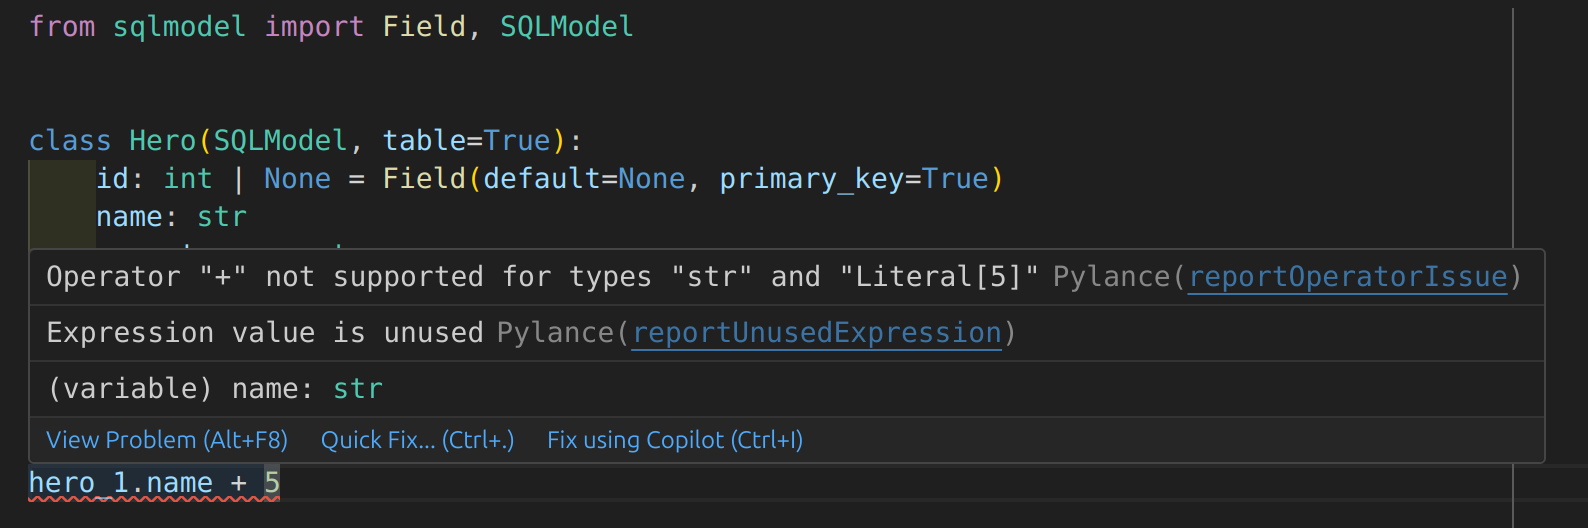 from sqlmodel import Field, SQLModel
class Hero(SQLModel, table=True):
    id: int | None = Field(default=None, primary_key=True)
    name: str
Operator "+" not supported for types "str" and "Literal[5]" Pylance(reportOperatorIssue)
Expression value is unused Pylance(reportUnusedExpression)
(variable) name: str
View Problem (Alt+F8) Quick Fix... (Ctrl+.) Fix using Copilot (Ctrl+I)
hero_1.name + 5